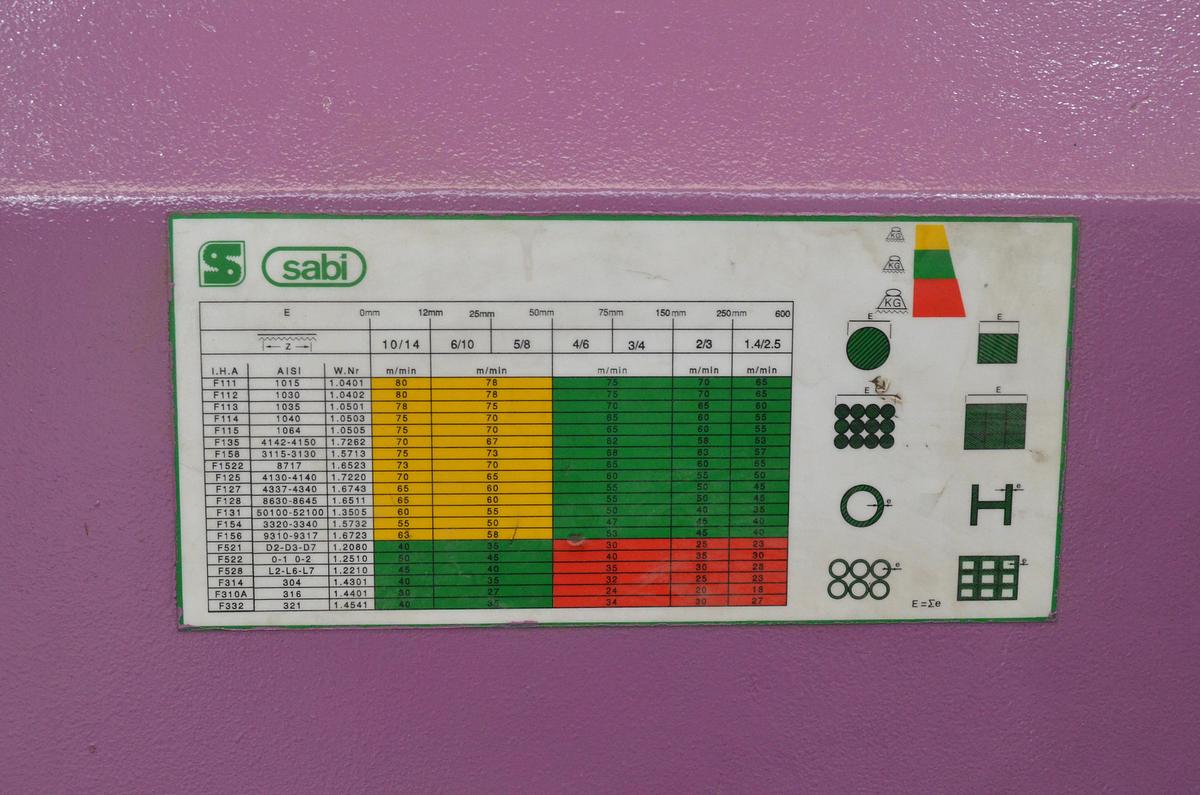 sabi
KG
KG
KG
E 0mm 12mm 25mm 50mm 75mm 150mm 250mm 600
Z 10/14 6/10 5/8 4/6 3/4 2/3 1.4/2.5
I.H.A AISI W.Nr m/min m/min m/min m/min m/min
F111 1015 1.0401 80 78 75 70 65
F112 1030 1.0402 80 78 75 70 65
F113 1035 1.0501 78 75 70 65 60
F114 1040 1.0503 75 70 65 60 55
F115 1064 1.0505 75 70 65 60 55
F135 4142-4150 1.7262 70 67 62 58 53
F158 3115-3130 1.5713 75 73 68 63 57
F1522 8717 1.6523 73 70 65 60 55
F125 4130-4140 1.7220 70 65 60 55 50
F127 4337-4340 1.6743 65 60 55 50 45
F128 8630-8645 1.6511 65 60 55 50 45
F131 50100-52100 1.3505 60 55 50 40 35
F154 3320-3340 1.5732 55 50 47 45 40
F156 9310-9317 1.6723 63 58 53 45 40
F521 D2-D3-D7 1.2080 40 35 30 25 23
F522 0-1 0-2 1.2510 50 45 40 35 30
F528 L2-L6-L7 1.2210 45 40 35 30 28
F314 304 1.4301 40 35 32 25 23
F310A 316 1.4401 30 27 24 20 18
F332 321 1.4541 40 35 34 30 27
E E
E E
e e
e e
E=Σe